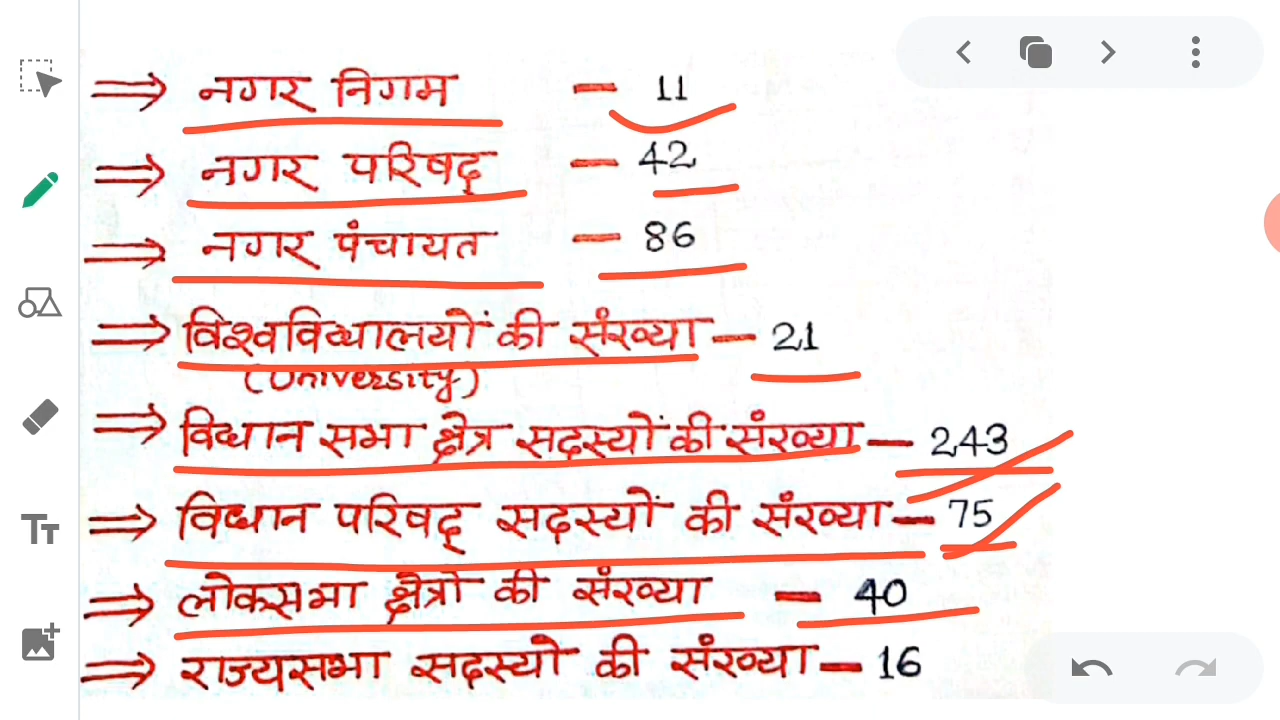 ⇒ नगर निगम – 11
⇒ नगर परिषद् – 42
⇒ नगर पंचायत – 86
⇒ विश्वविद्यालयों की संख्या – 21
(University)
⇒ विधान सभा क्षेत्र सदस्यों की संख्या – 243
⇒ विधान परिषद् सदस्यों की संख्या – 75
⇒ लोकसभा क्षेत्रों की संख्या – 40
⇒ राज्यसभा सदस्यों की संख्या – 16
TT